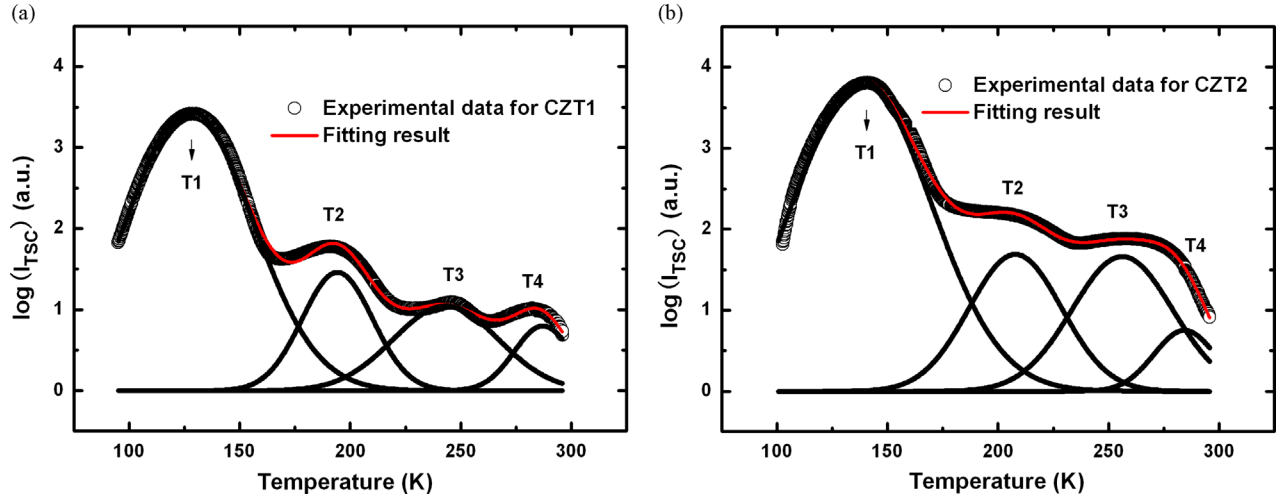 (a)
4
3
2
1
0
log (I_TSC) (a.u.)
Experimental data for CZT1
Fitting result
T1
T2
T3
T4
100 150 200 250 300
Temperature (K)
(b)
4
3
2
1
0
log (I_TSC) (a.u.)
Experimental data for CZT2
Fitting result
T1
T2
T3
T4
100 150 200 250 300
Temperature (K)